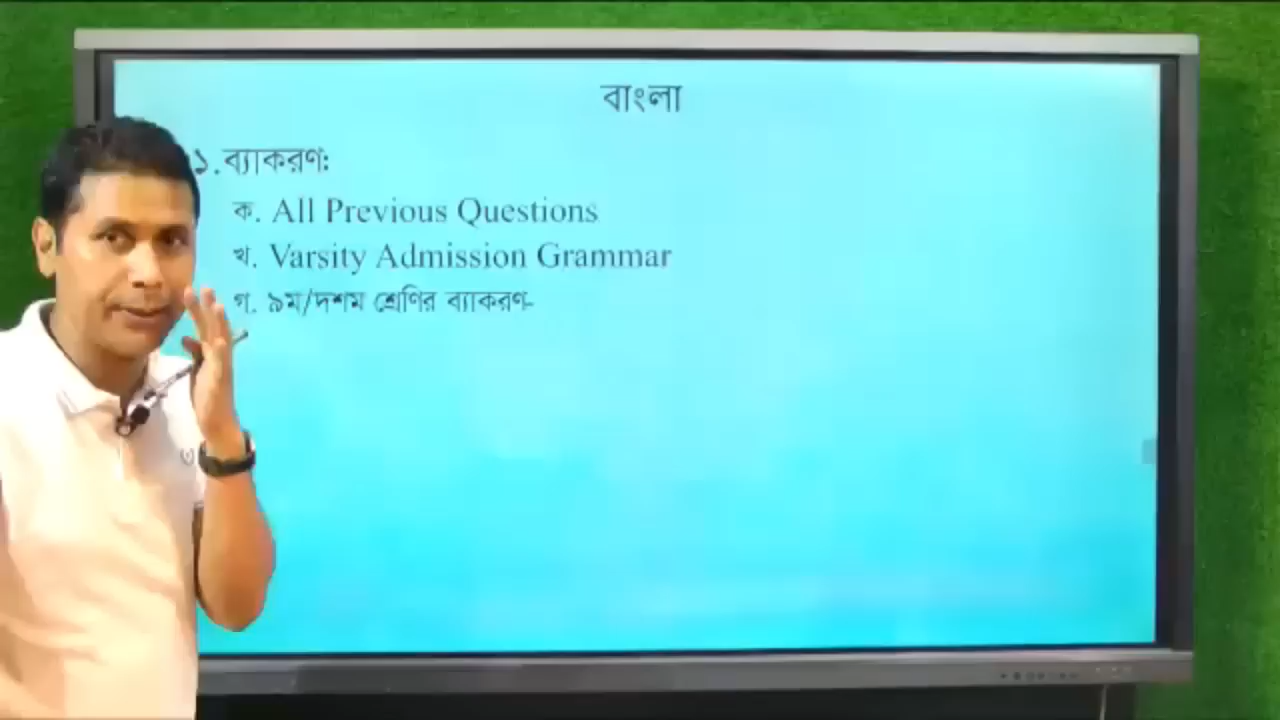 বাংলা
১.ব্যাকরণঃ
ক. All Previous Questions
খ. Varsity Admission Grammar
গ. ৯ম/দশম শ্রেণির ব্যাকরণ-